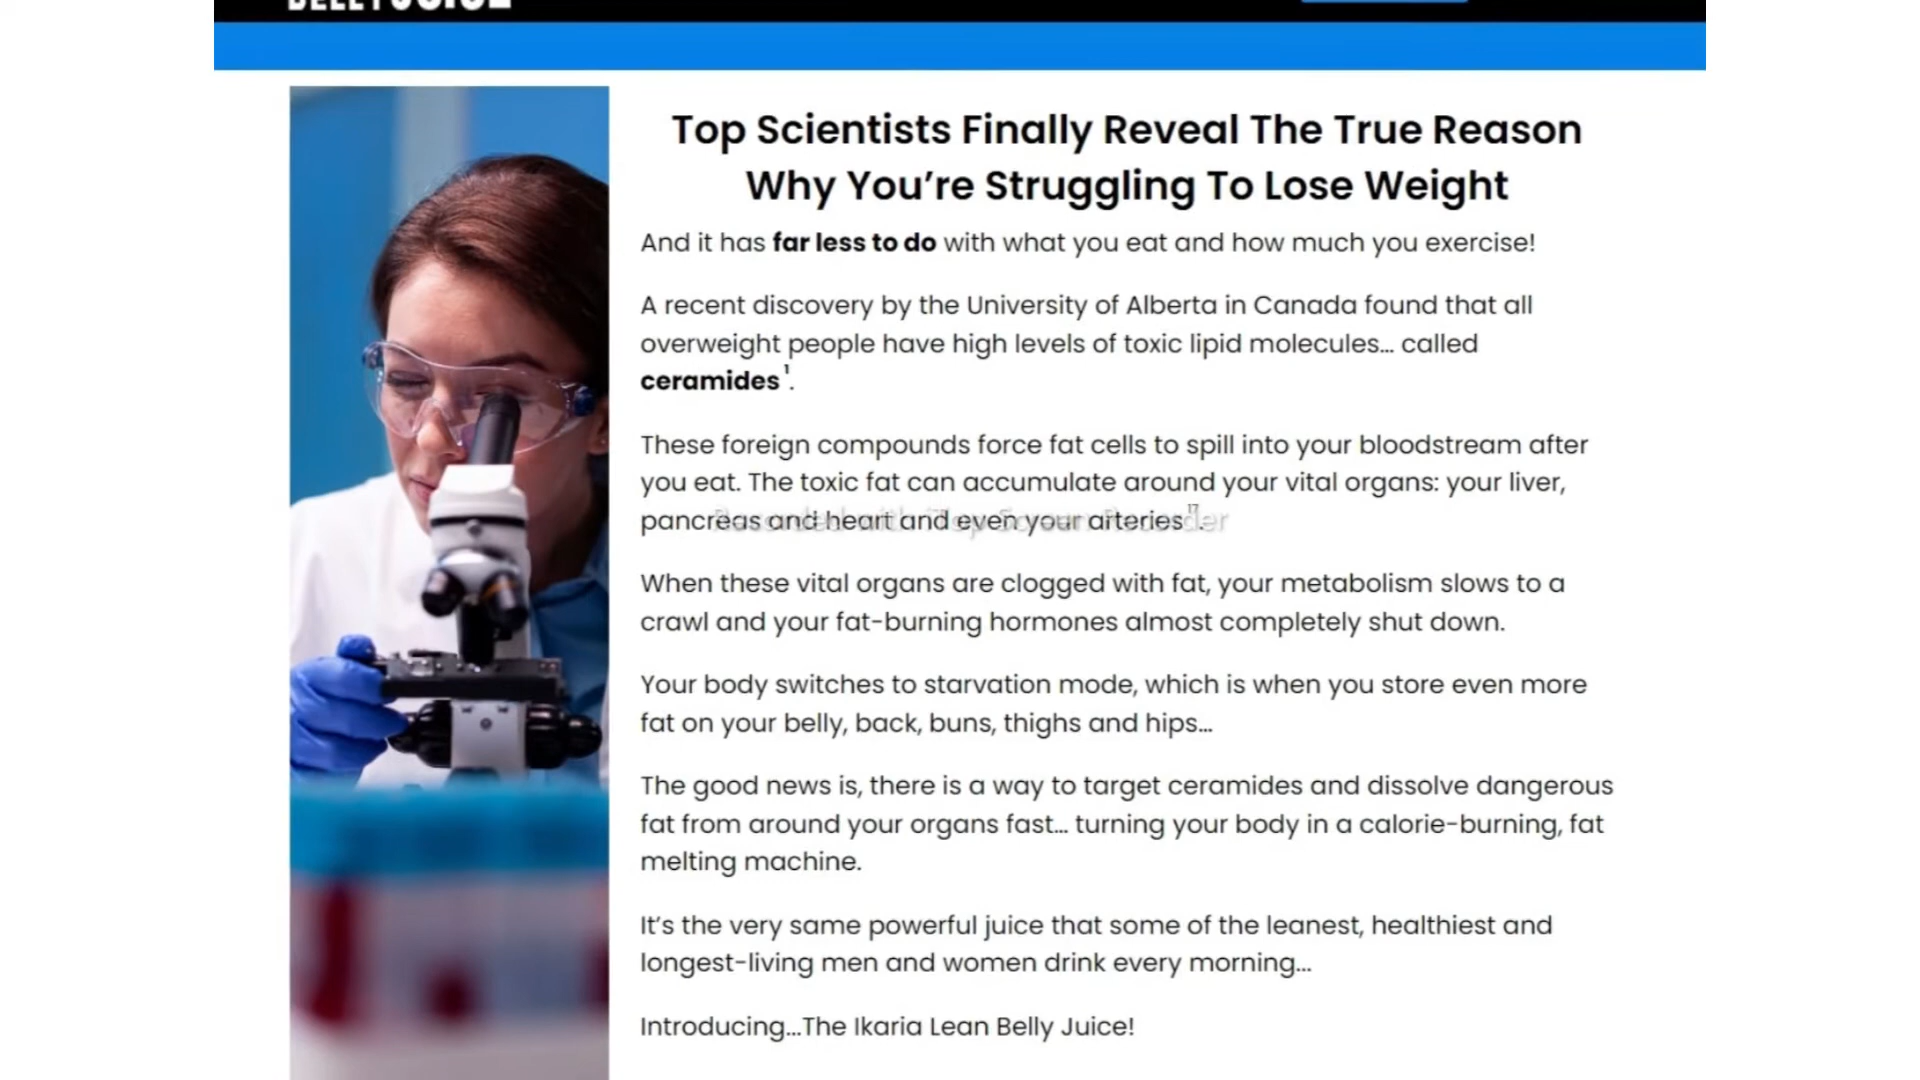 Top Scientists Finally Reveal The True Reason
Why You’re Struggling To Lose Weight
And it has far less to do with what you eat and how much you exercise!
A recent discovery by the University of Alberta in Canada found that all
overweight people have high levels of toxic lipid molecules... called
ceramides¹.
These foreign compounds force fat cells to spill into your bloodstream after
you eat. The toxic fat can accumulate around your vital organs: your liver,
pancreas and heart and even your arteries¹⁷.
Recorded with iTop Screen Recorder
When these vital organs are clogged with fat, your metabolism slows to a
crawl and your fat-burning hormones almost completely shut down.
Your body switches to starvation mode, which is when you store even more
fat on your belly, back, buns, thighs and hips...
The good news is, there is a way to target ceramides and dissolve dangerous
fat from around your organs fast... turning your body in a calorie-burning, fat
melting machine.
It’s the very same powerful juice that some of the leanest, healthiest and
longest-living men and women drink every morning...
Introducing...The Ikaria Lean Belly Juice!